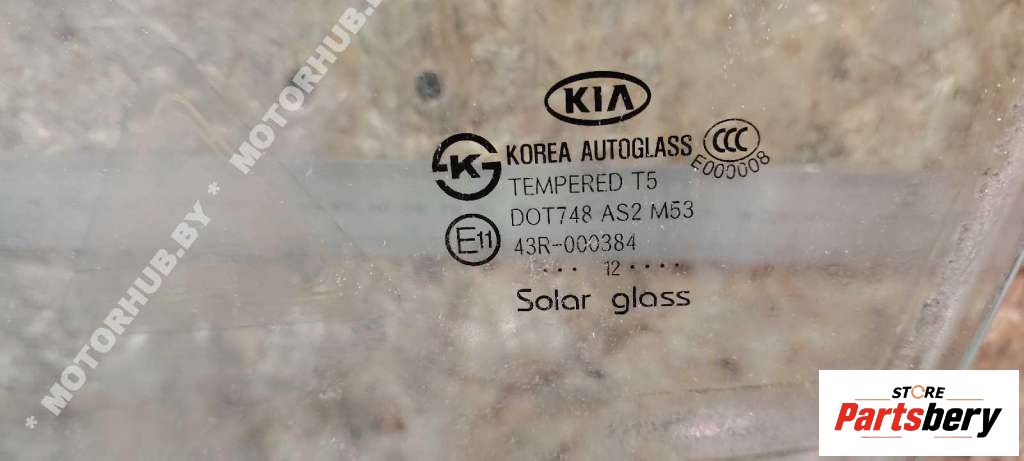 * MOTORHUB.BY * MOTORHUB.BY
KIA
K
KOREA AUTOGLASS
CCC
E000008
TEMPERED T5
DOT748 AS2 M53
E11
43R-000384
... 12 ....
Solar glass
STORE
Partsbery